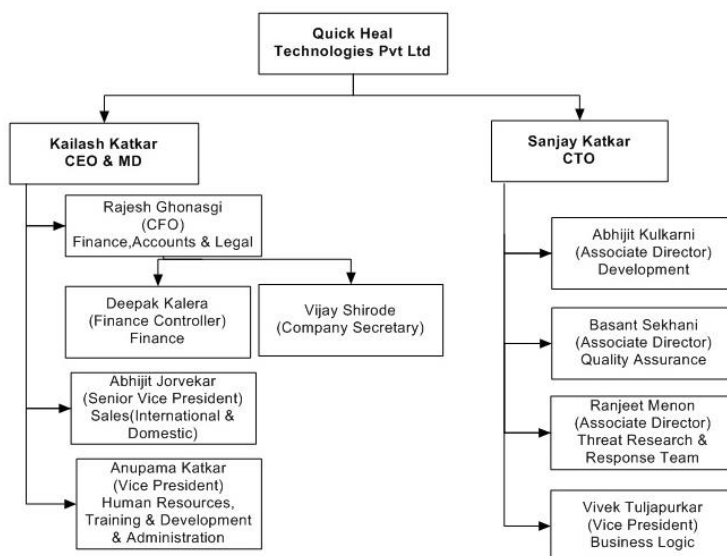 Quick Heal
Technologies Pvt Ltd
Kailash Katkar
CEO & MD
Sanjay Katkar
CTO
Rajesh Ghonasgi
(CFO)
Finance,Accounts & Legal
Deepak Kalera
(Finance Controller)
Finance
Vijay Shirode
(Company Secretary)
Abhijit Jorvekar
(Senior Vice President)
Sales(International &
Domestic)
Anupama Katkar
(Vice President)
Human Resources,
Training & Development
& Administration
Abhijit Kulkarni
(Associate Director)
Development
Basant Sekhani
(Associate Director)
Quality Assurance
Ranjeet Menon
(Associate Director)
Threat Research &
Response Team
Vivek Tuljapurkar
(Vice President)
Business Logic